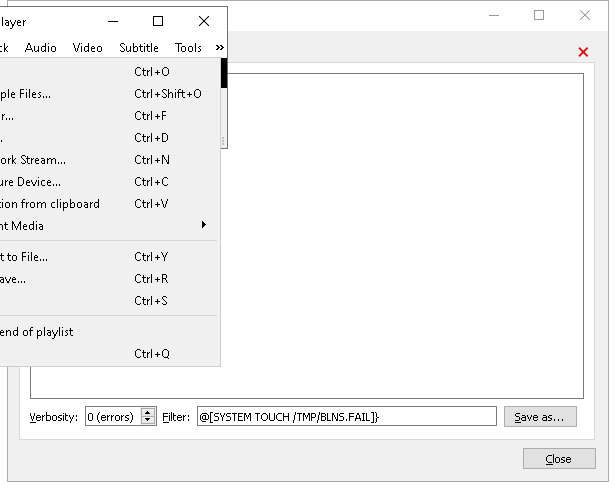 layer
ck Audio Video Subtitle Tools »
Ctrl+O
ple Files... Ctrl+Shift+O
r... Ctrl+F
. Ctrl+D
ork Stream... Ctrl+N
ure Device... Ctrl+C
tion from clipboard Ctrl+V
nt Media
t to File... Ctrl+Y
ave... Ctrl+R
Ctrl+S
end of playlist
Ctrl+Q
Verbosity: 0 (errors) Filter: @[SYSTEM TOUCH /TMP/BLNS.FAIL]} Save as...
Close